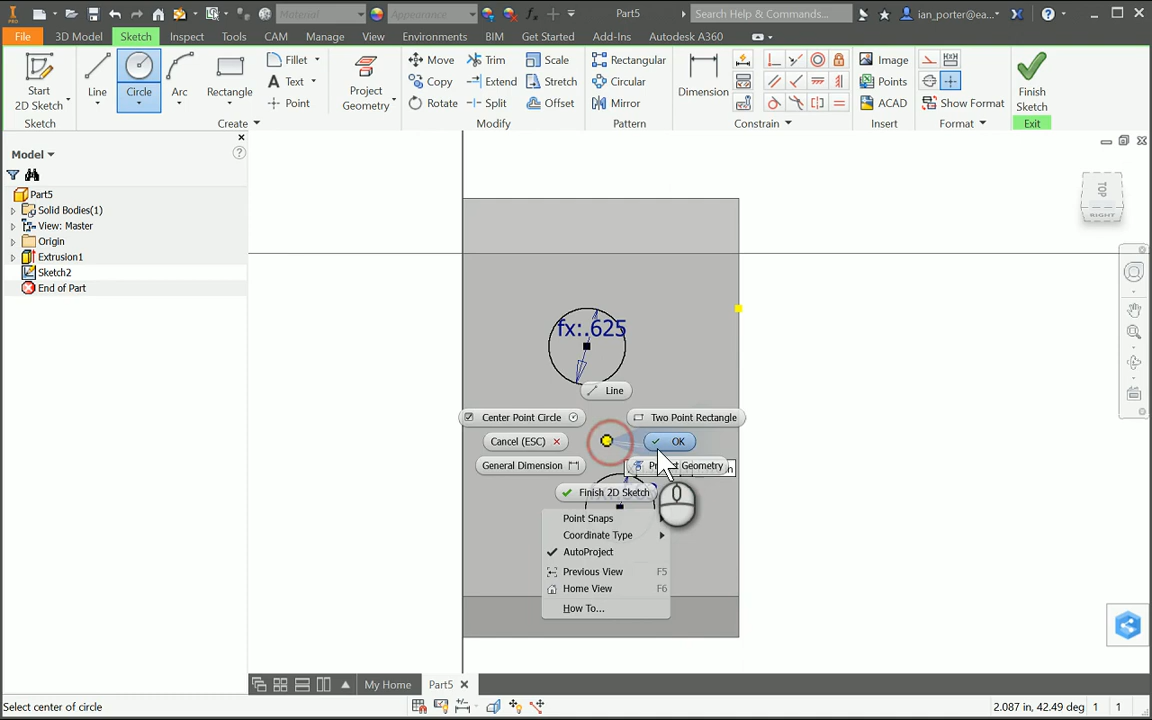 PRO Material Appearance fx Part5 Search Help & Commands... ian_porter@ea... ?
File 3D Model Sketch Inspect Tools CAM Manage View Environments BIM Get Started Add-Ins Autodesk A360
Start 2D Sketch
Line Circle Arc Rectangle
Fillet
Text
Point
Project Geometry
Move Trim Scale
Copy Extend Stretch
Rotate Split Offset
Rectangular
Circular
Mirror
Dimension
Image
Points
ACAD
Show Format
Finish Sketch
Sketch Create Modify Pattern Constrain Insert Format Exit
Model
Part5
Solid Bodies(1)
View: Master
Origin
Extrusion1
Sketch2
End of Part
TOP
RIGHT
fx:.625
Line
Center Point Circle Two Point Rectangle
Cancel (ESC) OK
General Dimension
Geometry
Finish 2D Sketch
Point Snaps
Coordinate Type
AutoProject
Previous View F5
Home View F6
How To...
My Home Part5
Select center of circle 2.087 in, 42.49 deg 1 1